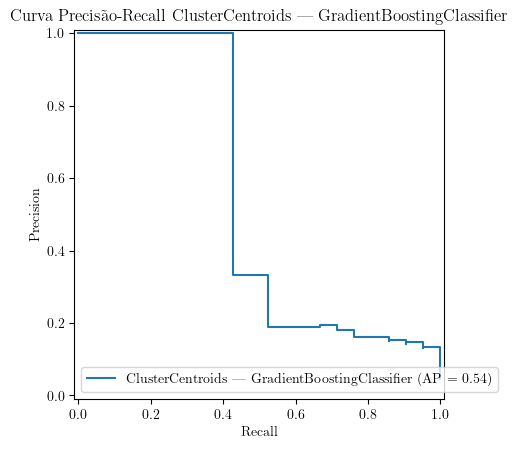 Curva Precisão-Recall ClusterCentroids — GradientBoostingClassifier
1.0
0.8
0.6
0.4
0.2
0.0
Precision
ClusterCentroids — GradientBoostingClassifier (AP = 0.54)
0.0 0.2 0.4 0.6 0.8 1.0
Recall